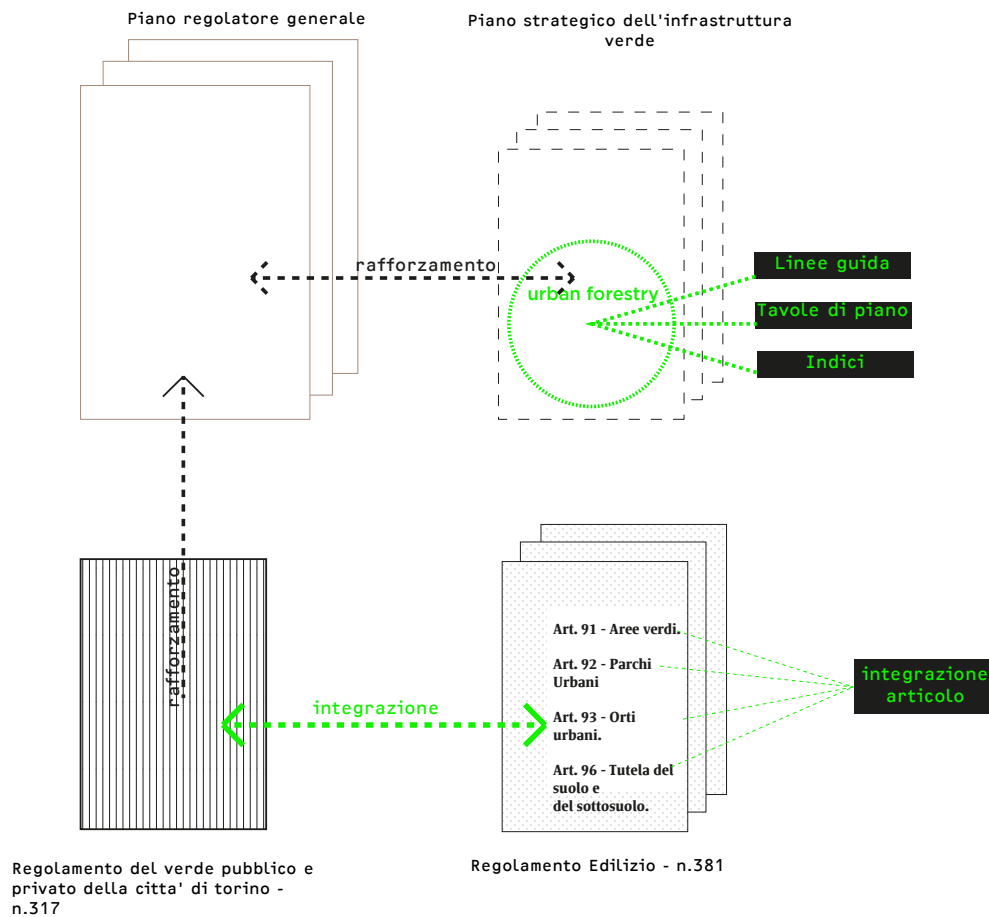 Piano regolatore generale
Piano strategico dell'infrastruttura
verde
rafforzamento
urban forestry
Linee guida
Tavole di piano
Indici
rafforzamento
integrazione
Art. 91 - Aree verdi.
Art. 92 - Parchi
Urbani
Art. 93 - Orti
urbani.
Art. 96 - Tutela del
suolo e
del sottosuolo.
integrazione
articolo
Regolamento del verde pubblico e
privato della citta' di torino -
n.317
Regolamento Edilizio - n.381